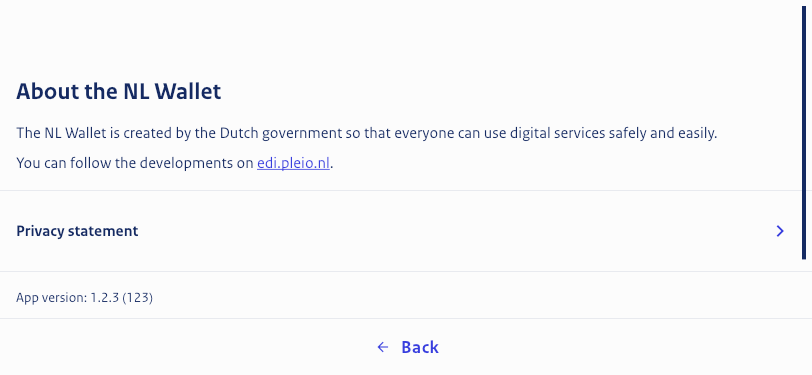 About the NL Wallet
The NL Wallet is created by the Dutch government so that everyone can use digital services safely and easily.
You can follow the developments on edi.pleio.nl.
Privacy statement
App version: 1.2.3 (123)
Back